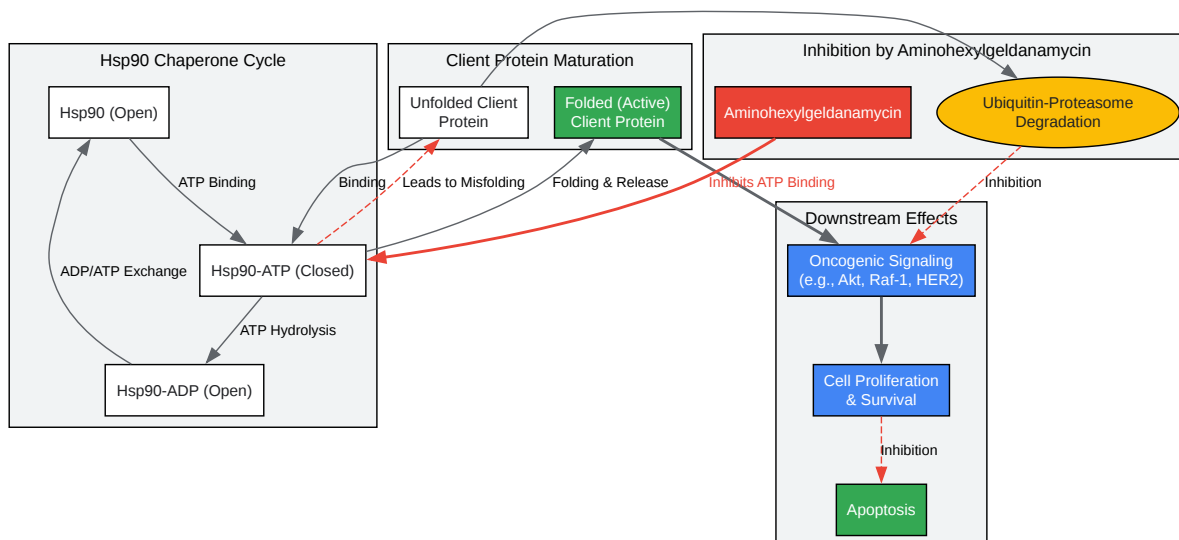 Hsp90 Chaperone Cycle
Hsp90 (Open)
ATP Binding
ADP/ATP Exchange
Hsp90-ATP (Closed)
ATP Hydrolysis
Hsp90-ADP (Open)
Client Protein Maturation
Unfolded Client
Protein
Folded (Active)
Client Protein
Binding
Leads to Misfolding
Folding & Release
Inhibition by Aminohexylgeldanamycin
Aminohexylgeldanamycin
Ubiquitin-Proteasome
Degradation
Inhibits ATP Binding
Inhibition
Downstream Effects
Oncogenic Signaling
(e.g., Akt, Raf-1, HER2)
Cell Proliferation
& Survival
Inhibition
Apoptosis